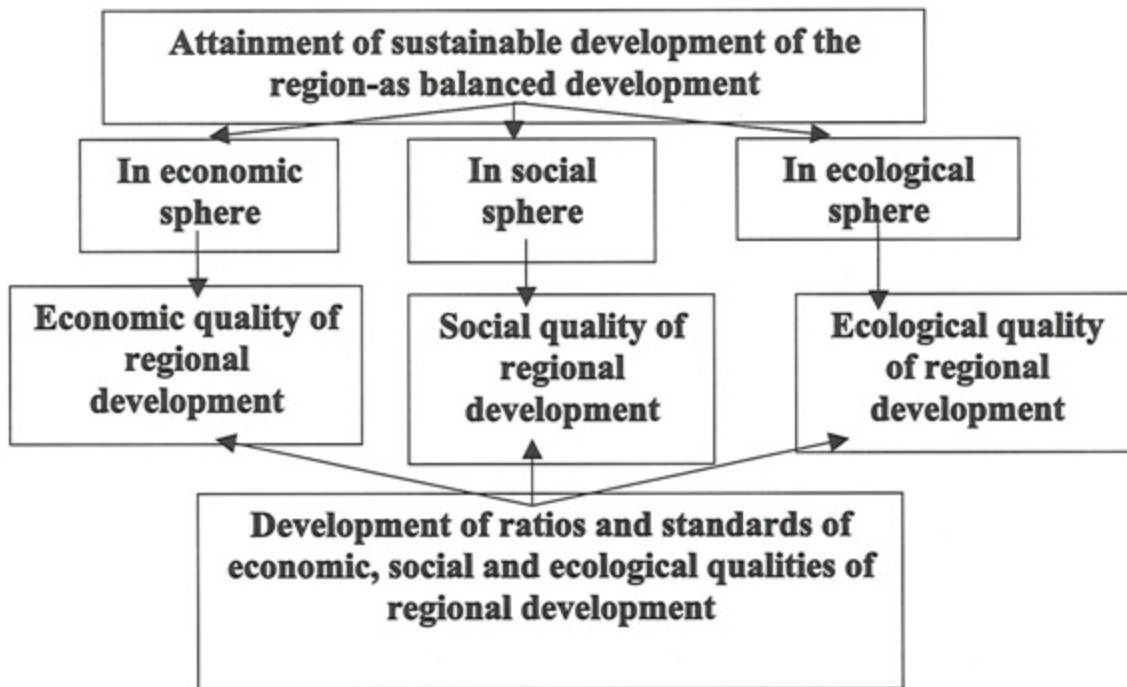 Attainment of sustainable development of the
region-as balanced development
In economic
sphere
In social
sphere
In ecological
sphere
Economic quality of
regional
development
Social quality of
regional
development
Ecological quality
of regional
development
Development of ratios and standards of
economic, social and ecological qualities of
regional development